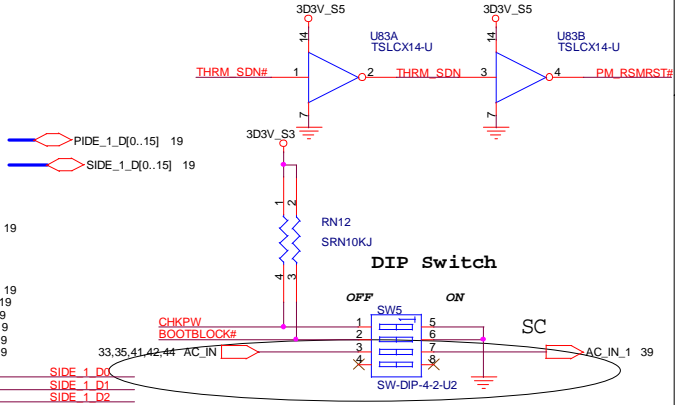 3D3V_S5
3D3V_S5
14
U83A
TSLCX14-U
14
U83B
TSLCX14-U
THRM_SDN#
1
2
THRM_SDN
3
4
PM_RSMRST#
7
7
3D3V_S3
PIDE_1_D[0..15] 19
SIDE_1_D[0..15] 19
1
2
19
RN12
SRN10KJ
4
3
DIP Switch
19
19
9
9
9
9
OFF
ON
SW5
CHKPW
1
5
SC
BOOTBLOCK#
2
6
33,35,41,42,44 AC_IN
3
7
AC_IN_1 39
4
8
SIDE_1_D0
SIDE_1_D1
SIDE_1_D2
SW-DIP-4-2-U2